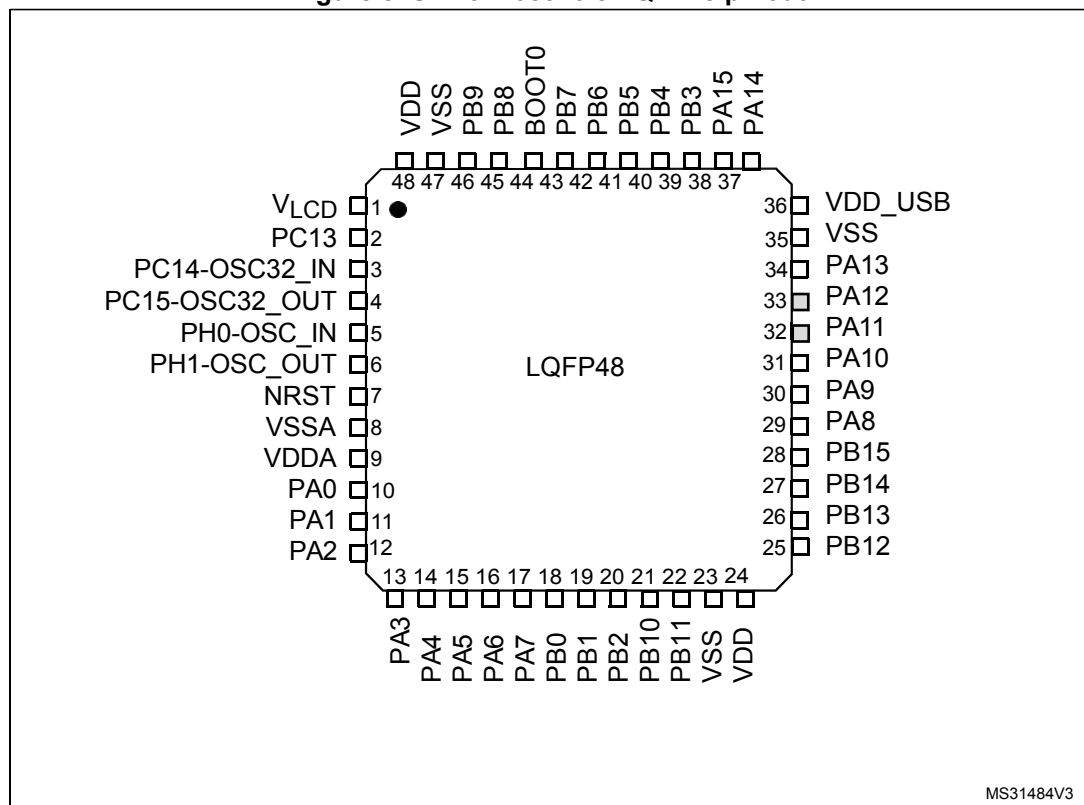 VDD
VSS
PB9
PB8
BOOT0
PB7
PB6
PB5
PB4
PB3
PA15
PA14
48 47 46 45 44 43 42 41 40 39 38 37
VLCD 1
PC13 2
PC14-OSC32_IN 3
PC15-OSC32_OUT 4
PH0-OSC_IN 5
PH1-OSC_OUT 6
NRST 7
VSSA 8
VDDA 9
PA0 10
PA1 11
PA2 12
LQFP48
36 VDD_USB
35 VSS
34 PA13
33 PA12
32 PA11
31 PA10
30 PA9
29 PA8
28 PB15
27 PB14
26 PB13
25 PB12
13 14 15 16 17 18 19 20 21 22 23 24
PA3
PA4
PA5
PA6
PA7
PB0
PB1
PB2
PB10
PB11
VSS
VDD
MS31484V3